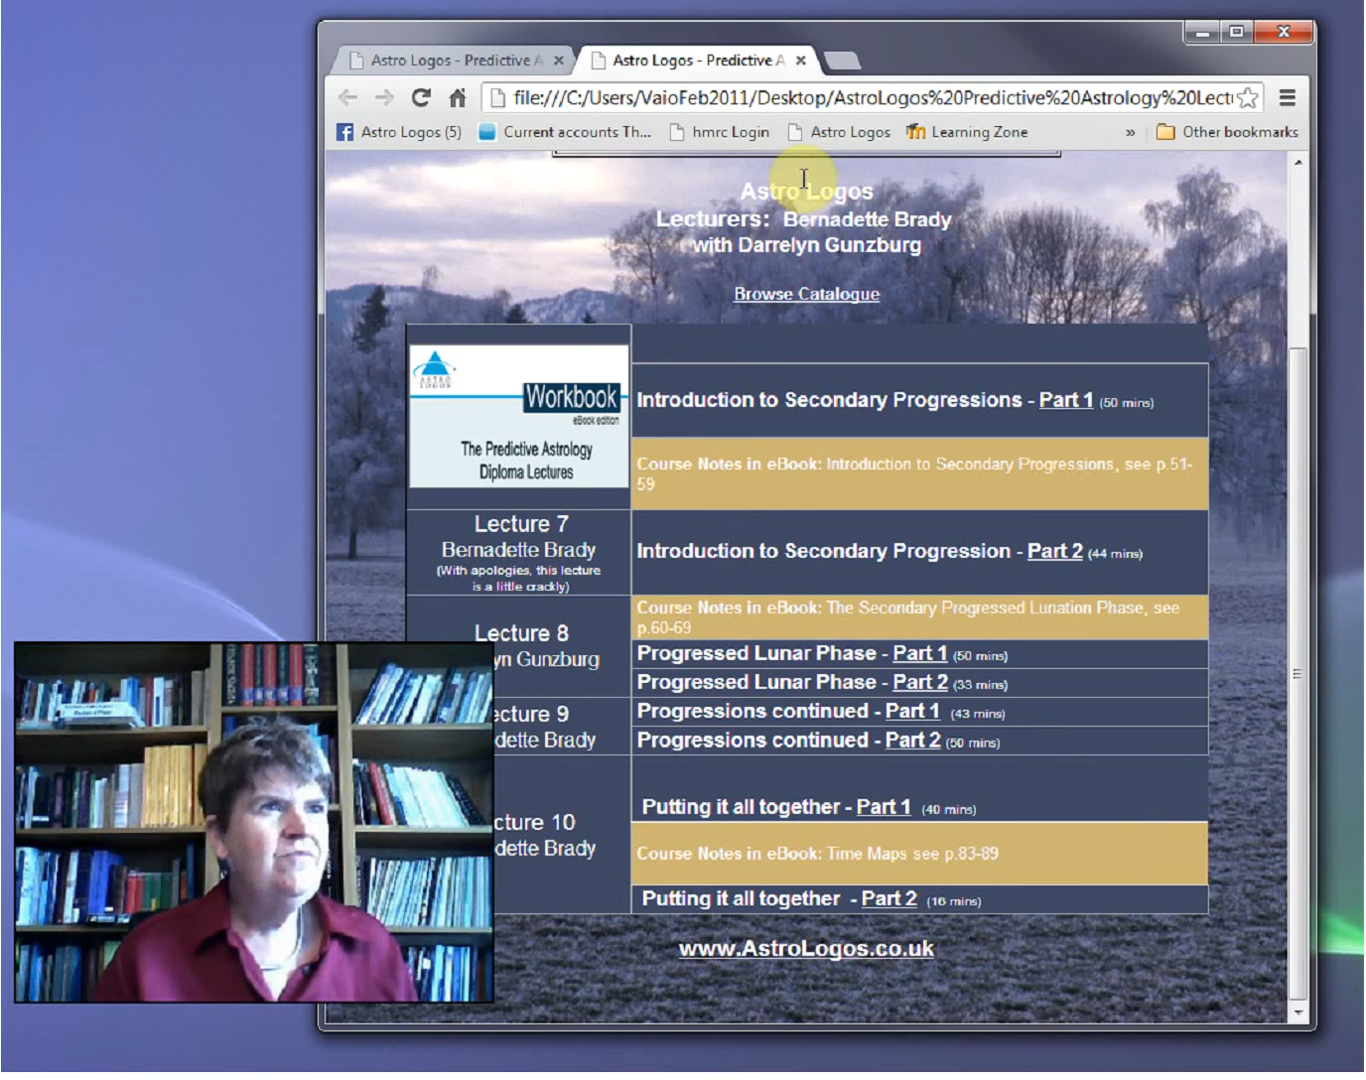 Astro Logos - Predictive A
Astro Logos - Predictive A
file:///C:/Users/VaioFeb2011/Desktop/AstroLogos%20Predictive%20Astrology%20Lectu
Astro Logos (5)
Current accounts Th...
hmrc Login
Astro Logos
Learning Zone
»
Other bookmarks
Astro Logos
Lecturers: Bernadette Brady
with Darrelyn Gunzburg
Browse Catalogue
ASTRO
LOGOS
Workbook
eBook edition
The Predictive Astrology
Diploma Lectures
Introduction to Secondary Progressions - Part 1 (50 mins)
Course Notes in eBook: Introduction to Secondary Progressions, see p.51-
59
Lecture 7
Bernadette Brady
(With apologies, this lecture
is a little crackly)
Introduction to Secondary Progression - Part 2 (44 mins)
Lecture 8
yn Gunzburg
Course Notes in eBook: The Secondary Progressed Lunation Phase, see
p.60-69
Progressed Lunar Phase - Part 1 (50 mins)
Progressed Lunar Phase - Part 2 (33 mins)
ecture 9
dette Brady
Progressions continued - Part 1 (43 mins)
Progressions continued - Part 2 (50 mins)
cture 10
dette Brady
Putting it all together - Part 1 (40 mins)
Course Notes in eBook: Time Maps see p.83-89
Putting it all together - Part 2 (16 mins)
www.AstroLogos.co.uk